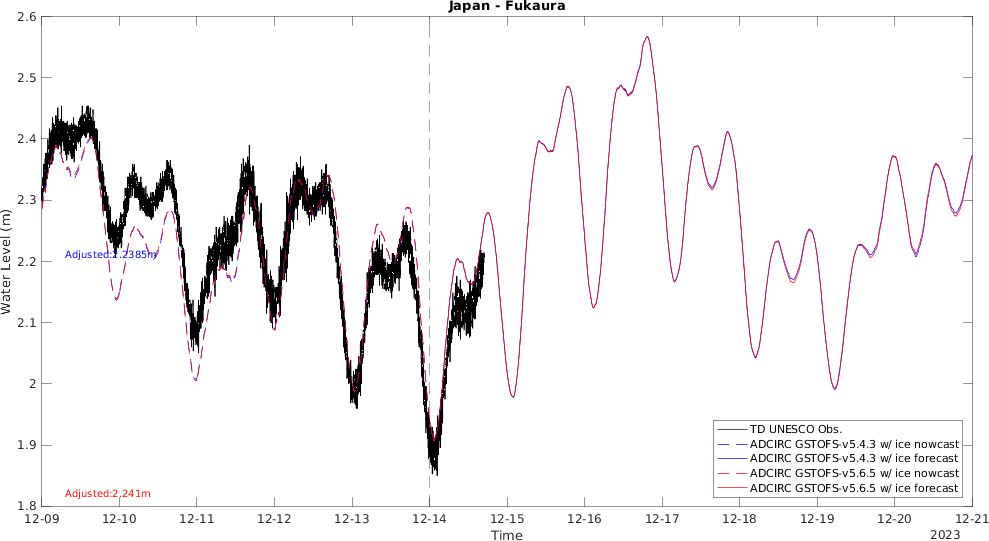 Japan - Fukaura
Water Level (m)
2.6
2.5
2.4
2.3
2.2
2.1
2
1.9
1.8
Adjusted:2.2385m
Adjusted:2.241m
TD UNESCO Obs.
ADCIRC GSTOFS-v5.4.3 w/ ice nowcast
ADCIRC GSTOFS-v5.4.3 w/ ice forecast
ADCIRC GSTOFS-v5.6.5 w/ ice nowcast
ADCIRC GSTOFS-v5.6.5 w/ ice forecast
12-09 12-10 12-11 12-12 12-13 12-14 12-15 12-16 12-17 12-18 12-19 12-20 12-21
Time
2023